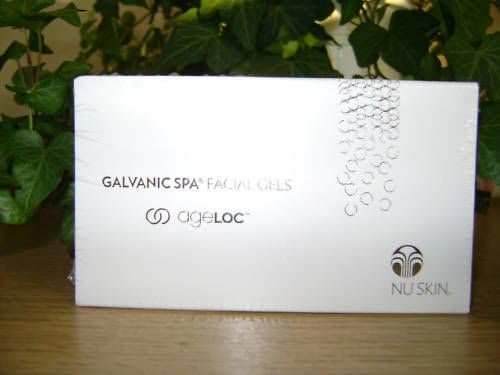 GALVANIC SPA® FACIAL GELS
ageLOC™
NU SKIN®